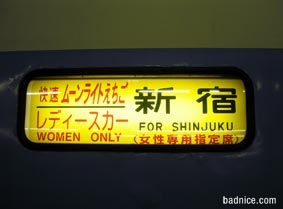 快速 ムーンライトえちご
レディースカー
WOMEN ONLY
新宿
FOR SHINJUKU
〈女性専用指定席〉
badnice.com